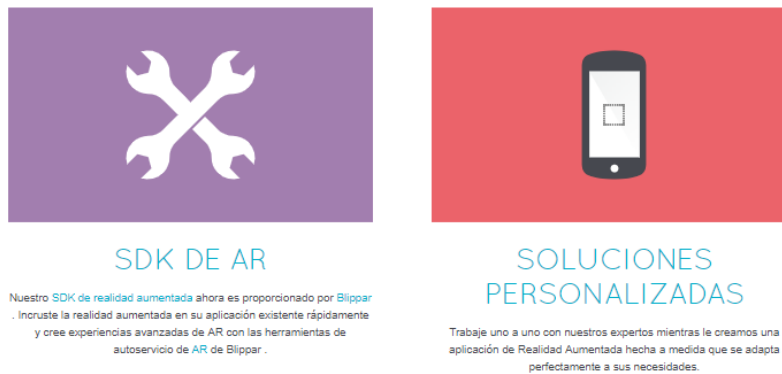 SDK DE AR
Nuestro SDK de realidad aumentada ahora es proporcionado por Blippar
. Incruste la realidad aumentada en su aplicación existente rápidamente
y cree experiencias avanzadas de AR con las herramientas de
autoservicio de AR de Blippar .
SOLUCIONES
PERSONALIZADAS
Trabaje uno a uno con nuestros expertos mientras le creamos una
aplicación de Realidad Aumentada hecha a medida que se adapta
perfectamente a sus necesidades.